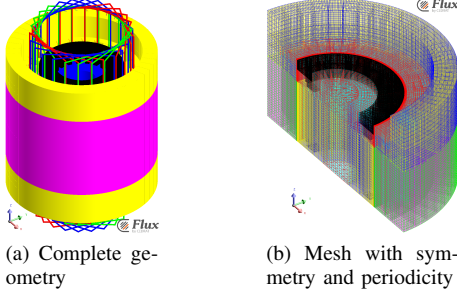 Flux
Flux
(a) Complete ge-
ometry
(b) Mesh with sym-
metry and periodicity